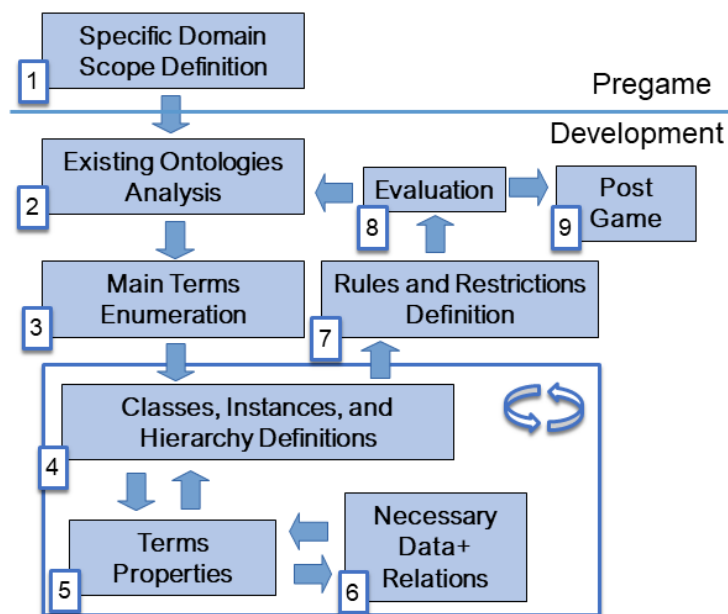 Specific Domain
Scope Definition
1
Pregame
Development
Existing Ontologies
Analysis
2
Evaluation
8
Post
Game
9
Main Terms
Enumeration
3
Rules and Restrictions
Definition
7
Classes, Instances, and
Hierarchy Definitions
4
Terms
Properties
5
Necessary
Data+
Relations
6